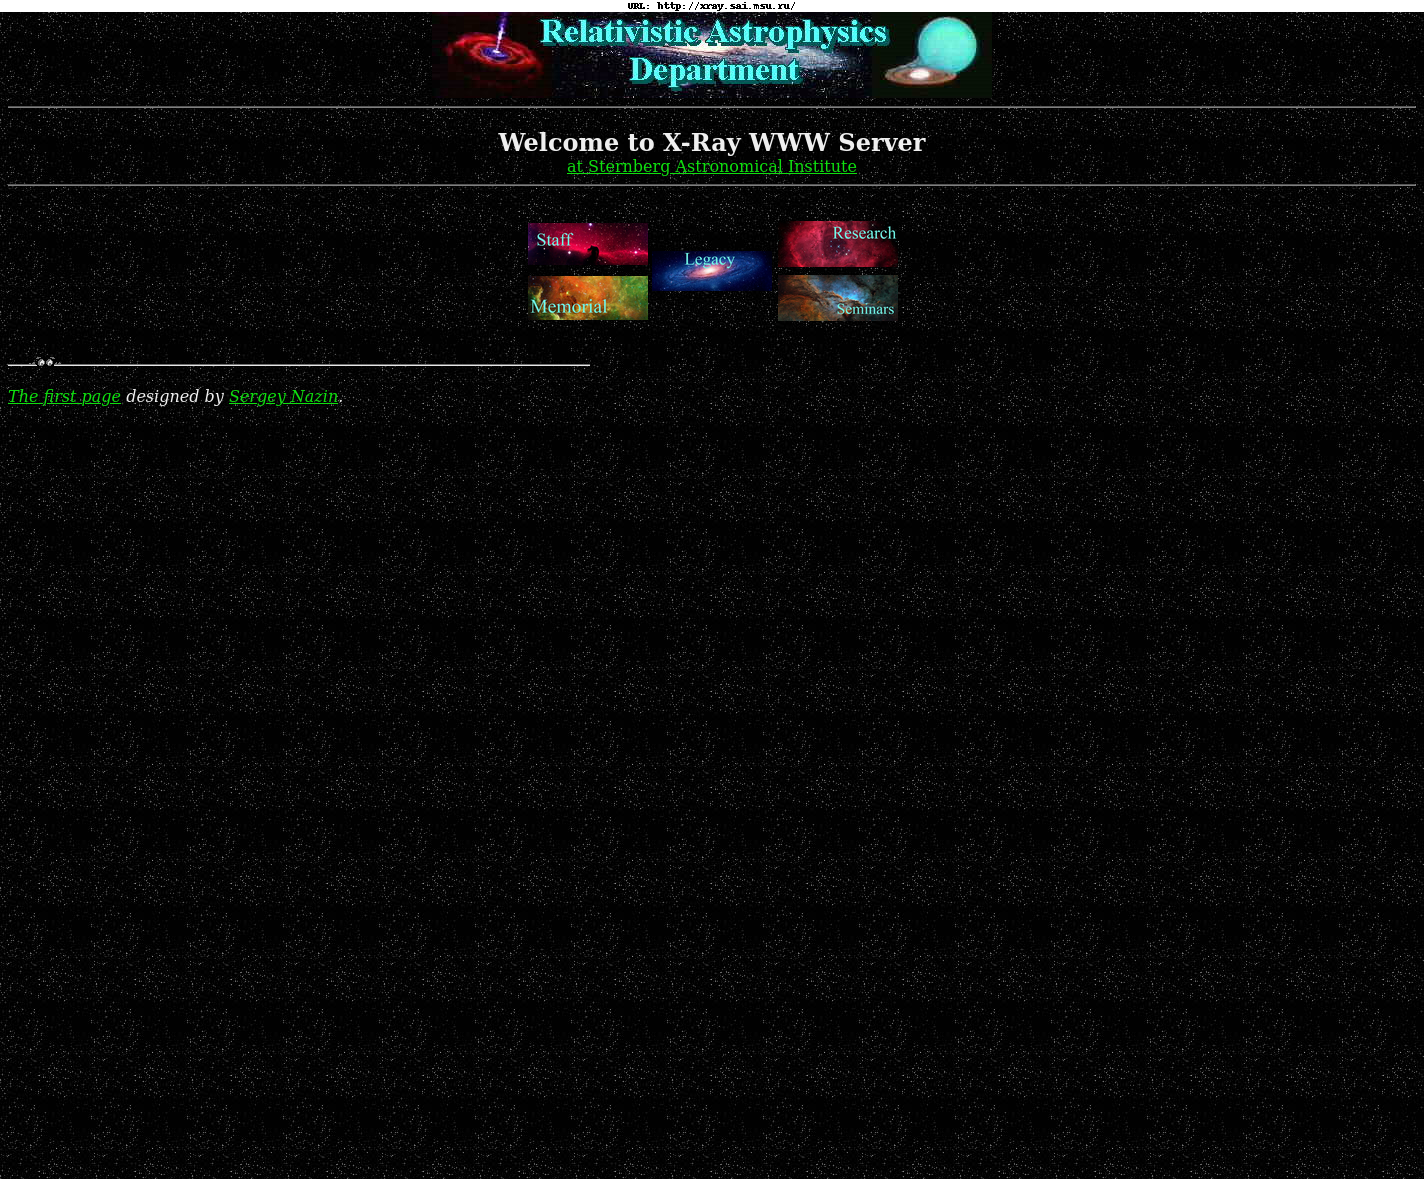 URL: http://xray.sai.msu.ru/
Relativistic Astrophysics
Department
Welcome to X-Ray WWW Server
at Sternberg Astronomical Institute
Staff
Memorial
Legacy
Research
Seminars
The first page designed by Sergey Nazin.